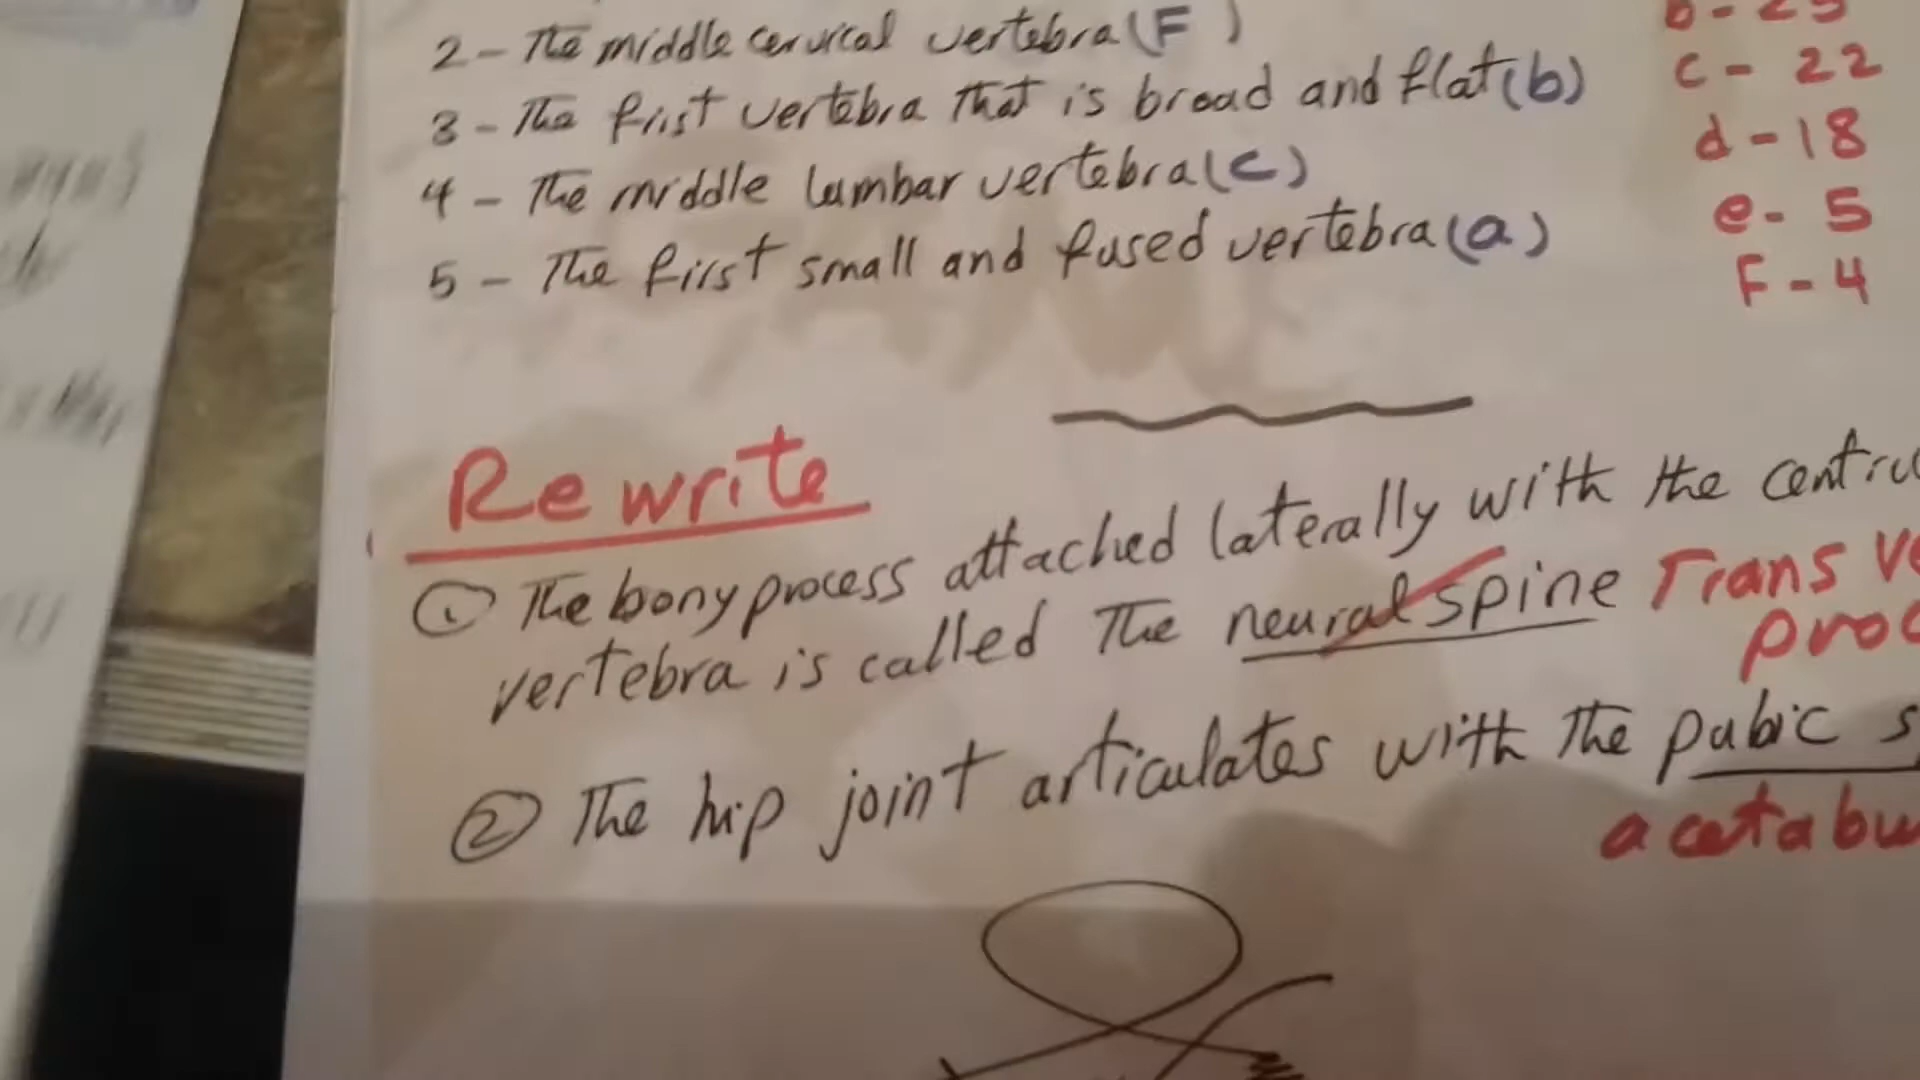 2 - The middle cervical vertebra (F)
3 - The first vertebra that is broad and flat (b)
4 - The middle lumbar vertebra (C)
5 - The first small and fused vertebra (a)
b - 25
C - 22
d - 18
e - 5
F - 4
Rewrite
① The bony process attached laterally with the
vertebra is called The neural spine
② The hip joint articulates with the pubic